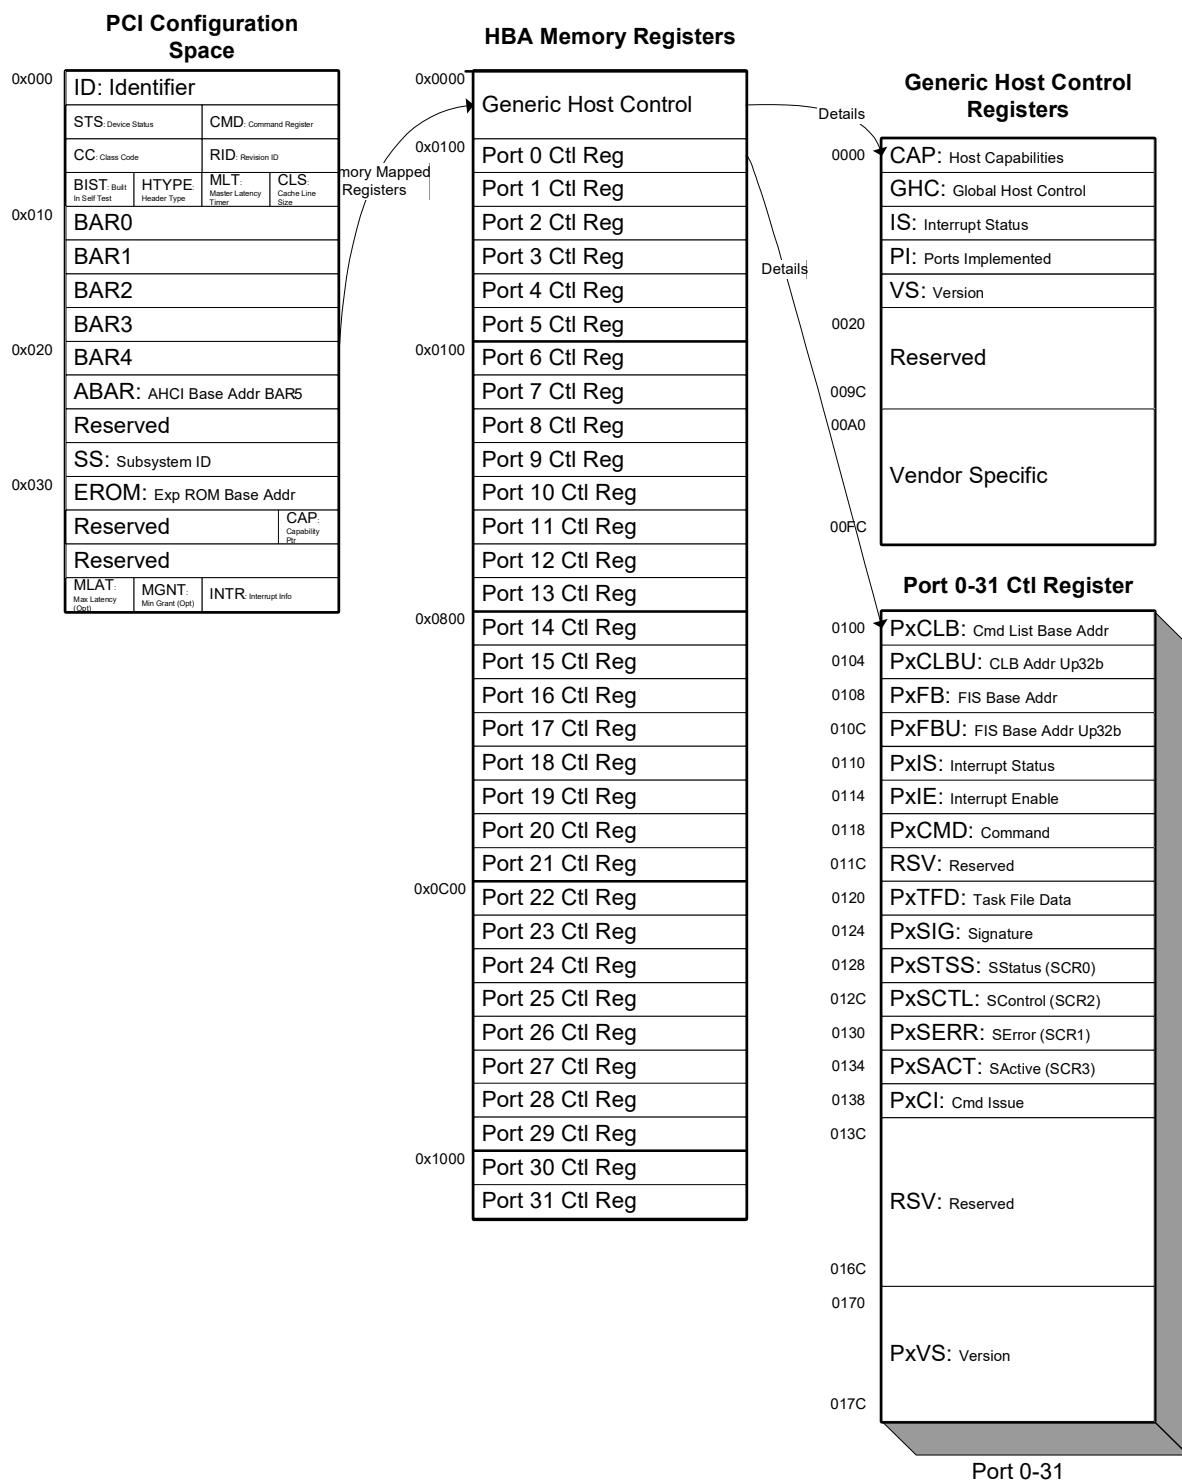 PCI Configuration
Space
0x000
ID: Identifier
STS: Device Status
CMD: Command Register
CC: Class Code
RID: Revision ID
BIST: Built
In Self Test
HTYPE:
Header Type
MLT:
Master Latency
Timer
CLS:
Cache Line
Size
0x010
BAR0
BAR1
BAR2
BAR3
0x020
BAR4
ABAR: AHCI Base Addr BAR5
Reserved
SS: Subsystem ID
0x030
EROM: Exp ROM Base Addr
Reserved
CAP:
Capability
Ptr
Reserved
MLAT:
Max Latency
(Opt)
MGNT:
Min Grant (Opt)
INTR: Interrupt Info
mory Mapped
Registers
HBA Memory Registers
0x0000
Generic Host Control
0x0100
Port 0 Ctl Reg
Port 1 Ctl Reg
Port 2 Ctl Reg
Port 3 Ctl Reg
Port 4 Ctl Reg
Port 5 Ctl Reg
0x0100
Port 6 Ctl Reg
Port 7 Ctl Reg
Port 8 Ctl Reg
Port 9 Ctl Reg
Port 10 Ctl Reg
Port 11 Ctl Reg
Port 12 Ctl Reg
Port 13 Ctl Reg
0x0800
Port 14 Ctl Reg
Port 15 Ctl Reg
Port 16 Ctl Reg
Port 17 Ctl Reg
Port 18 Ctl Reg
Port 19 Ctl Reg
Port 20 Ctl Reg
Port 21 Ctl Reg
0x0C00
Port 22 Ctl Reg
Port 23 Ctl Reg
Port 24 Ctl Reg
Port 25 Ctl Reg
Port 26 Ctl Reg
Port 27 Ctl Reg
Port 28 Ctl Reg
Port 29 Ctl Reg
0x1000
Port 30 Ctl Reg
Port 31 Ctl Reg
Details
Details
Generic Host Control
Registers
0000
CAP: Host Capabilities
GHC: Global Host Control
IS: Interrupt Status
PI: Ports Implemented
VS: Version
0020
Reserved
009C
00A0
Vendor Specific
00FC
Port 0-31 Ctl Register
0100
PxCLB: Cmd List Base Addr
0104
PxCLBU: CLB Addr Up32b
0108
PxFB: FIS Base Addr
010C
PxFBU: FIS Base Addr Up32b
0110
PxIS: Interrupt Status
0114
PxIE: Interrupt Enable
0118
PxCMD: Command
011C
RSV: Reserved
0120
PxTFD: Task File Data
0124
PxSIG: Signature
0128
PxSTSS: SStatus (SCR0)
012C
PxSCTL: SControl (SCR2)
0130
PxSERR: SError (SCR1)
0134
PxSACT: SActive (SCR3)
0138
PxCI: Cmd Issue
013C
RSV: Reserved
016C
0170
PxVS: Version
017C
Port 0-31